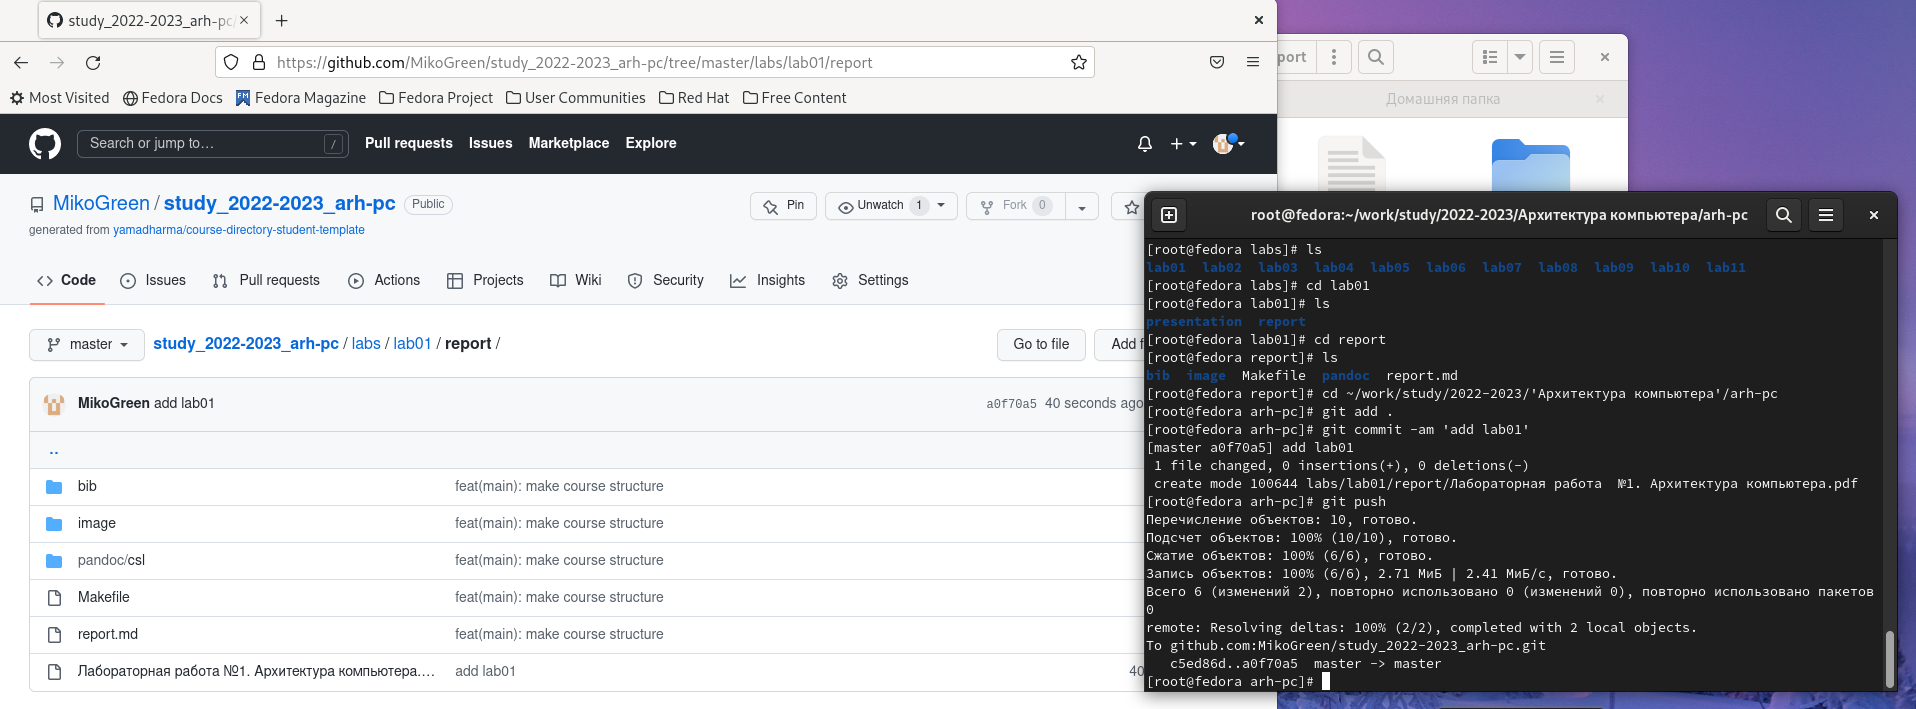 study_2022-2023_arh-pc/
https://github.com/MikoGreen/study_2022-2023_arh-pc/tree/master/labs/lab01/report
Most Visited Fedora Docs Fedora Magazine Fedora Project User Communities Red Hat Free Content
Search or jump to… / Pull requests Issues Marketplace Explore
MikoGreen / study_2022-2023_arh-pc Public
Pin Unwatch 1 Fork 0
generated from yamadharma/course-directory-student-template
Code Issues Pull requests Actions Projects Wiki Security Insights Settings
master study_2022-2023_arh-pc / labs / lab01 / report /
Go to file Add f
MikoGreen add lab01 a0f70a5 40 seconds ago
..
bib feat(main): make course structure
image feat(main): make course structure
pandoc/csl feat(main): make course structure
Makefile feat(main): make course structure
report.md feat(main): make course structure
Лабораторная работа №1. Архитектура компьютера.… add lab01 40
port
Домашняя папка
root@fedora:~/work/study/2022-2023/Архитектура компьютера/arh-pc
[root@fedora labs]# ls
lab01 lab02 lab03 lab04 lab05 lab06 lab07 lab08 lab09 lab10 lab11
[root@fedora labs]# cd lab01
[root@fedora lab01]# ls
presentation report
[root@fedora lab01]# cd report
[root@fedora report]# ls
bib image Makefile pandoc report.md
[root@fedora report]# cd ~/work/study/2022-2023/'Архитектура компьютера'/arh-pc
[root@fedora arh-pc]# git add .
[root@fedora arh-pc]# git commit -am 'add lab01'
[master a0f70a5] add lab01
1 file changed, 0 insertions(+), 0 deletions(-)
create mode 100644 labs/lab01/report/Лабораторная работа  №1. Архитектура компьютера.pdf
[root@fedora arh-pc]# git push
Перечисление объектов: 10, готово.
Подсчет объектов: 100% (10/10), готово.
Сжатие объектов: 100% (6/6), готово.
Запись объектов: 100% (6/6), 2.71 МиБ | 2.41 МиБ/с, готово.
Всего 6 (изменений 2), повторно использовано 0 (изменений 0), повторно использовано пакетов
0
remote: Resolving deltas: 100% (2/2), completed with 2 local objects.
To github.com:MikoGreen/study_2022-2023_arh-pc.git
c5ed86d..a0f70a5  master -> master
[root@fedora arh-pc]#